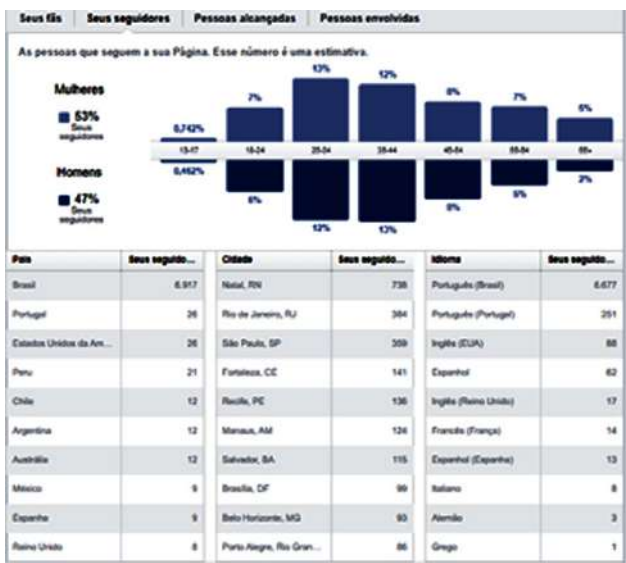 Seus fãs Seus seguidores Pessoas alcançadas Pessoas envolvidas
As pessoas que seguem a sua Página. Esse número é uma estimativa.
Mulheres
53%
Seus
seguidores
0,742% 7% 13% 12% 8% 7% 6%
13-17 18-24 25-34 35-44 45-54 55-64 65+
Homens
47%
Seus
seguidores
0,462% 6% 12% 13% 8% 5% 2%
País Seus seguido... Cidade Seus seguido... Idioma Seus seguido...
Brasil 6.917 Natal, RN 738 Português (Brasil) 6.677
Portugal 26 Rio de Janeiro, RJ 384 Português (Portugal) 251
Estados Unidos da Am... 26 São Paulo, SP 359 Inglês (EUA) 88
Peru 21 Fortaleza, CE 141 Espanhol 62
Chile 12 Recife, PE 136 Inglês (Reino Unido) 17
Argentina 12 Manaus, AM 124 Francês (França) 14
Austrália 12 Salvador, BA 115 Espanhol (Espanha) 13
México 9 Brasília, DF 99 Italiano 8
Espanha 9 Belo Horizonte, MG 93 Alemão 3
Reino Unido 8 Porto Alegre, Rio Gran... 86 Grego 1